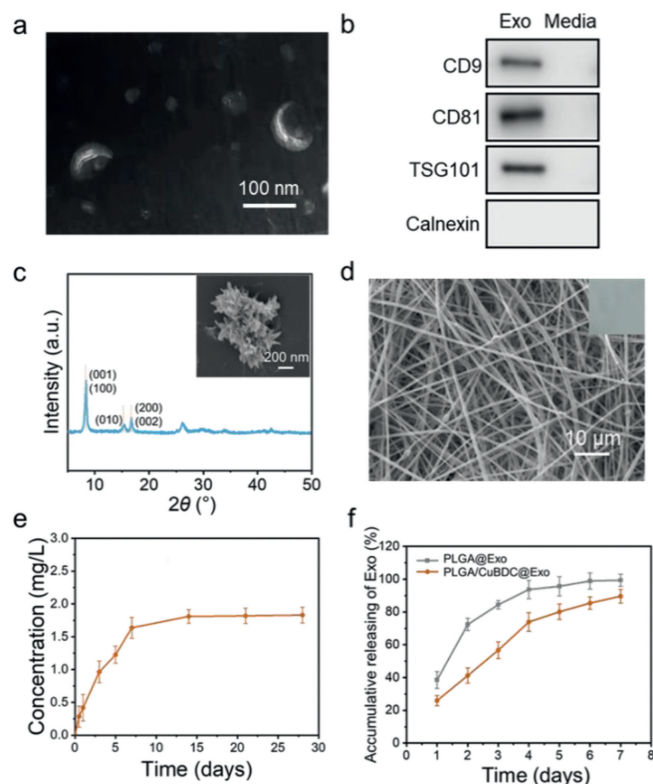 a
100 nm
b
Exo Media
CD9
CD81
TSG101
Calnexin
c
Intensity (a.u.)
(001)
(100)
(010)
(200)
(002)
200 nm
10 20 30 40 50
2θ (°)
d
10 µm
e
Concentration (mg/L)
3.0
2.5
2.0
1.5
1.0
0.5
0
0 5 10 15 20 25 30
Time (days)
f
Accumulative releasing of Exo (%)
120
100
80
60
40
20
0
PLGA@Exo
PLGA/CuBDC@Exo
0 1 2 3 4 5 6 7 8
Time (days)